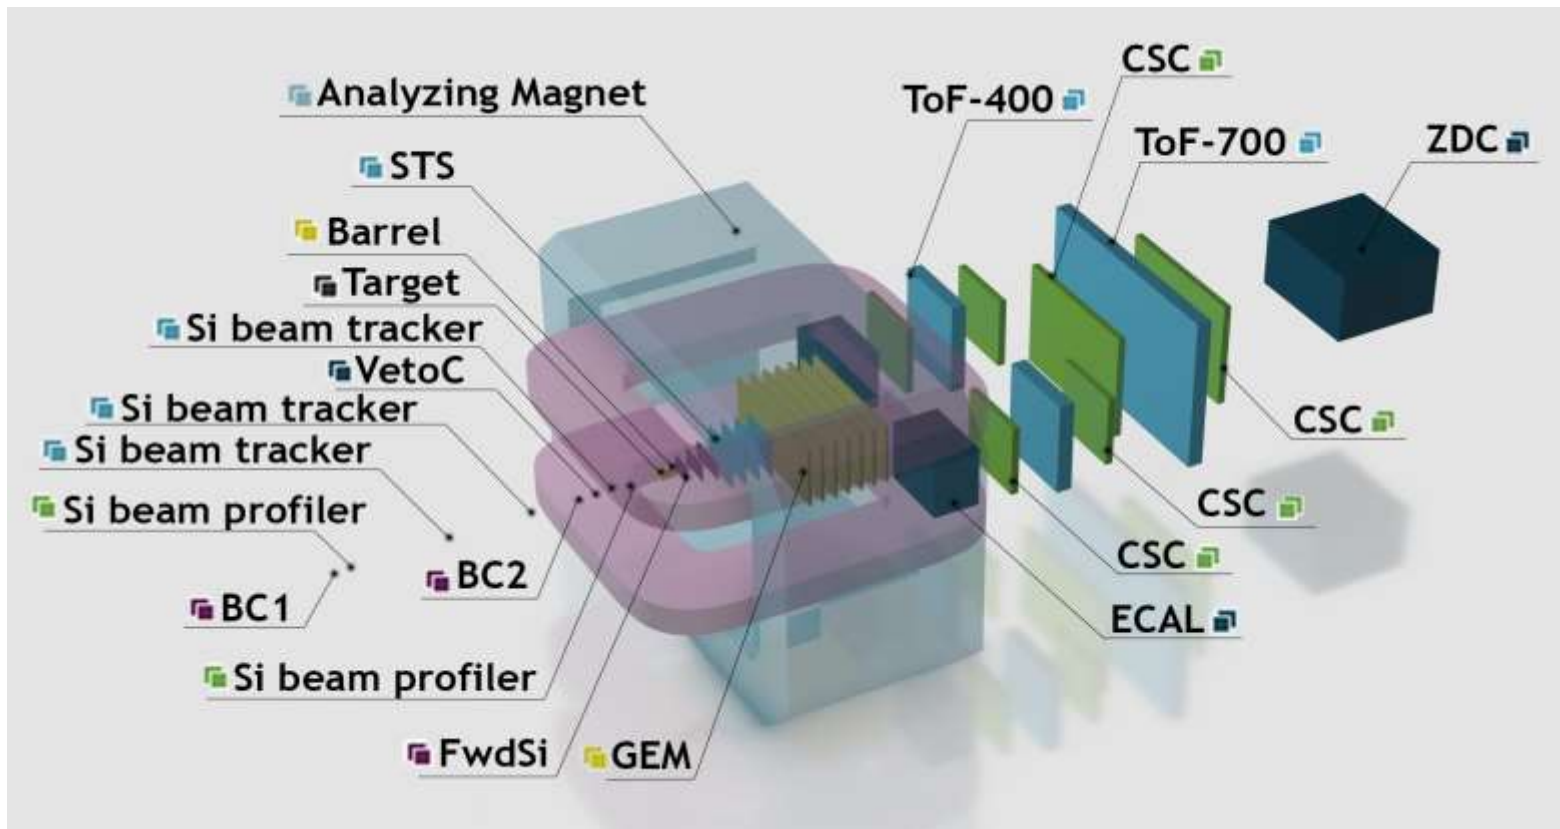 Analyzing Magnet
STS
Barrel
Target
Si beam tracker
VetoC
Si beam tracker
Si beam tracker
Si beam profiler
BC1
BC2
Si beam profiler
FwdSi
GEM
ToF-400
CSC
ToF-700
ZDC
CSC
CSC
CSC
ECAL